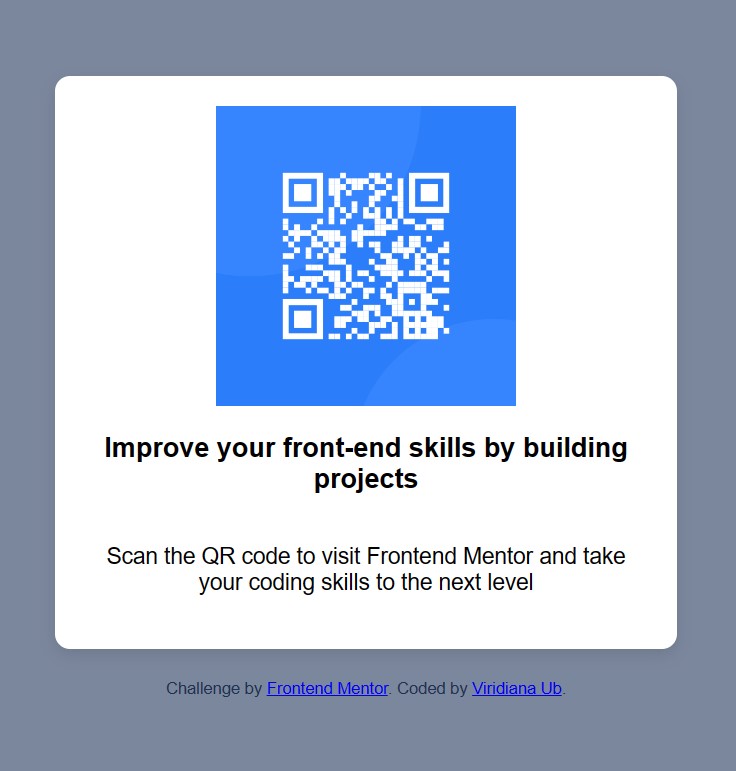 Improve your front-end skills by building
projects
Scan the QR code to visit Frontend Mentor and take
your coding skills to the next level
Challenge by Frontend Mentor. Coded by Viridiana Ub.